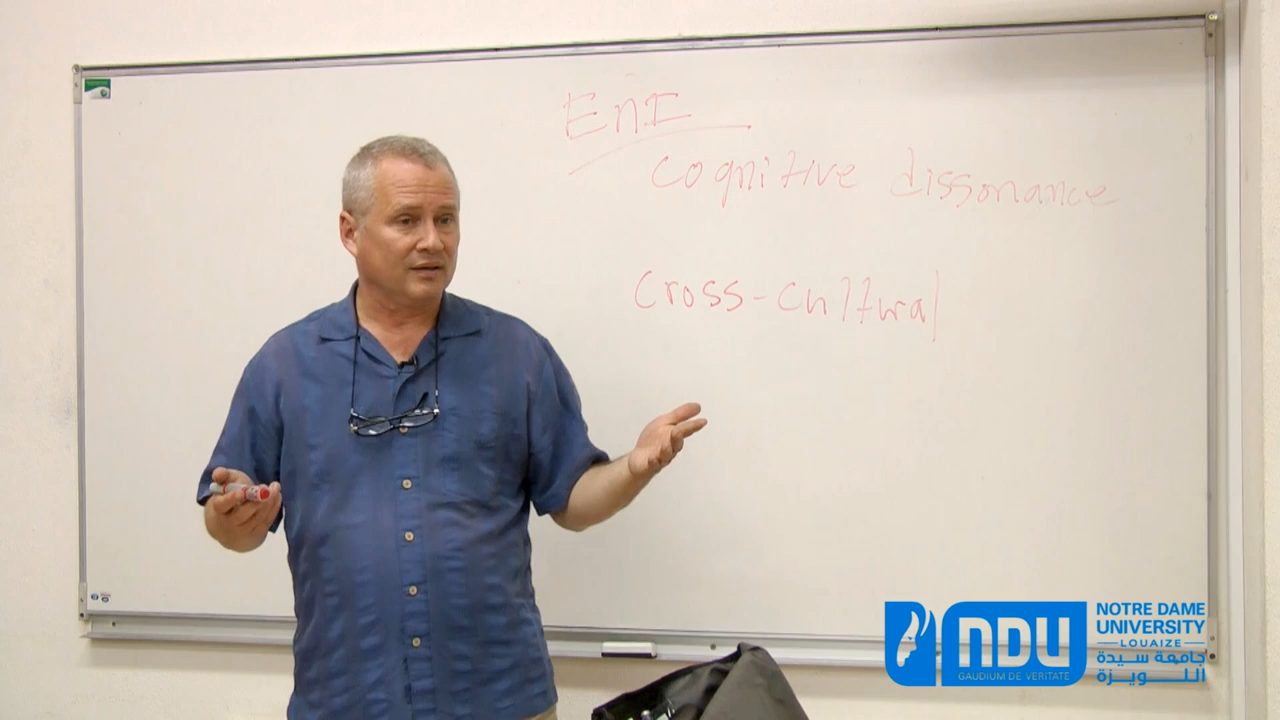 EnI
cognitive dissonance
cross-cultural
NDU
GAUDIUM DE VERITATE
NOTRE DAME
UNIVERSITY
LOUAIZE
جامعة سيدة
اللويزة